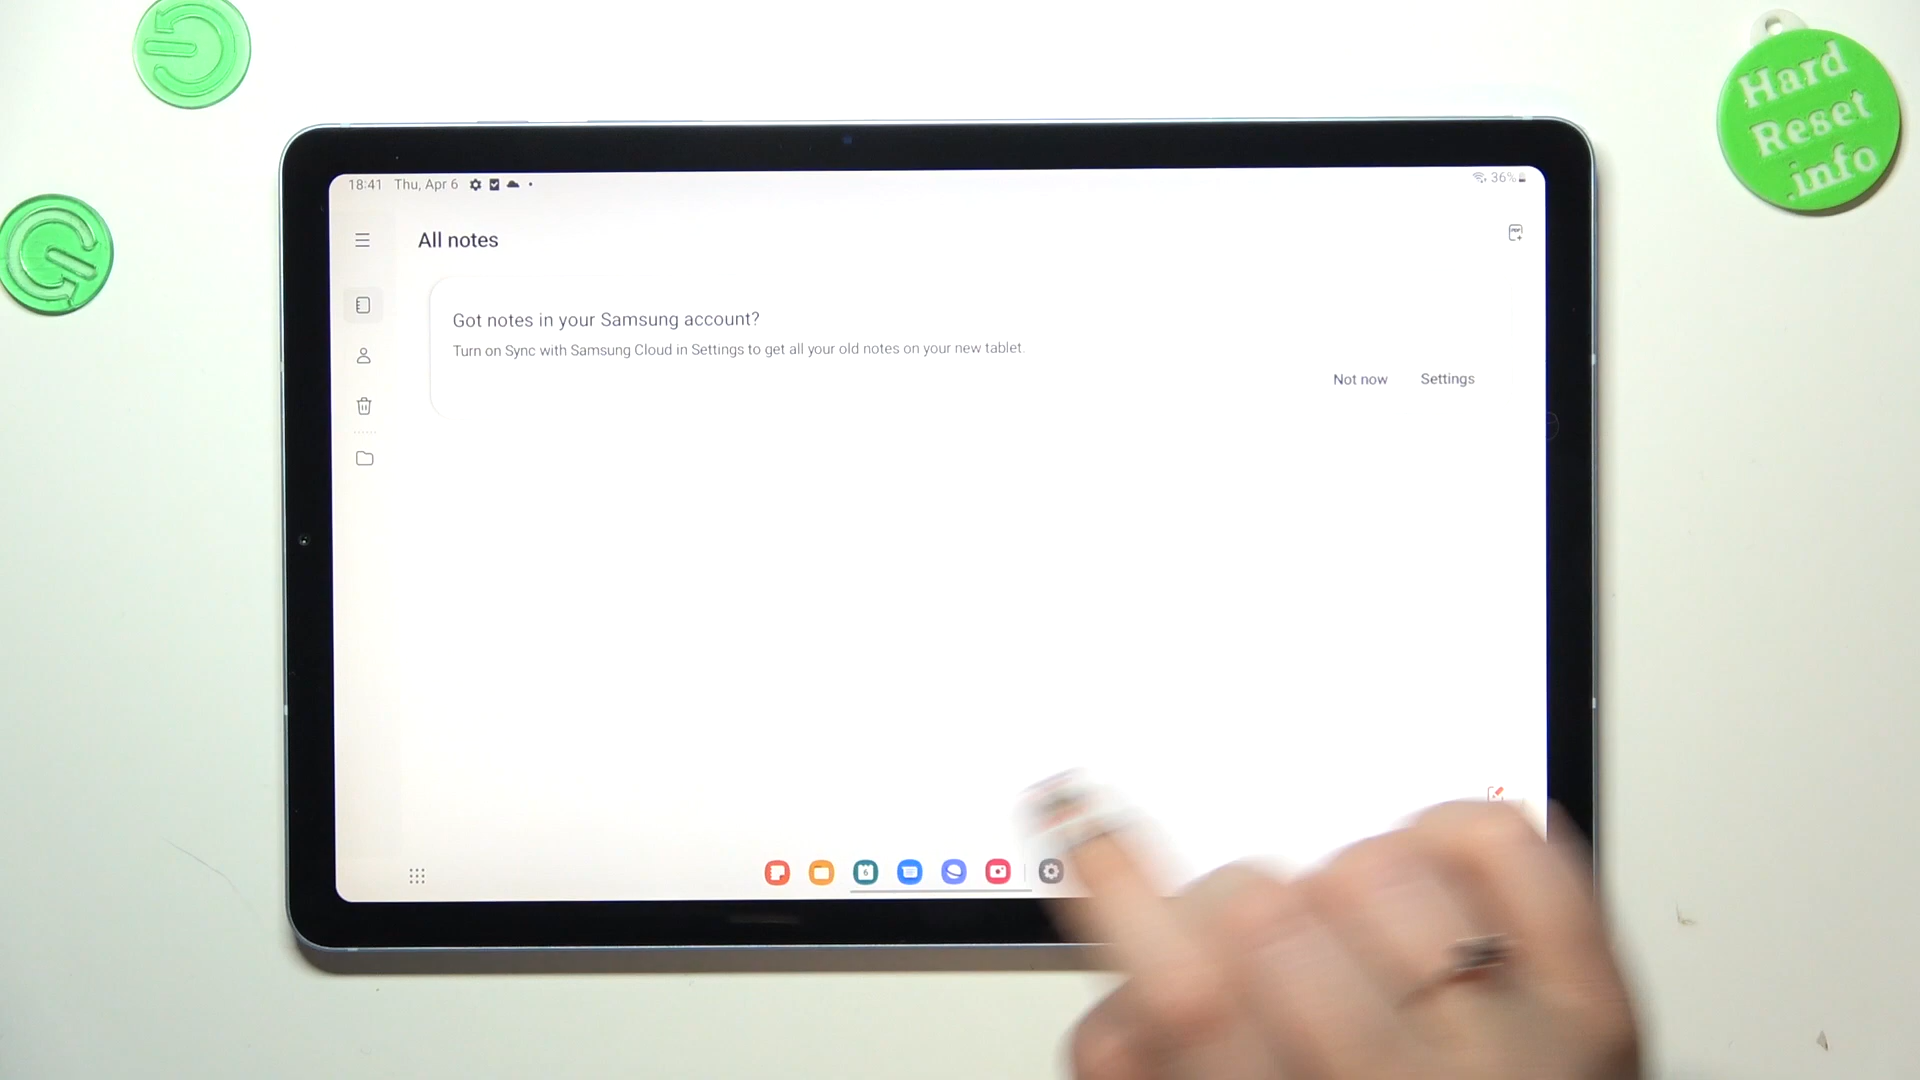 Hard
Reset
.info
18:41 Thu, Apr 6
36%
All notes
PDF
Got notes in your Samsung account?
Turn on Sync with Samsung Cloud in Settings to get all your old notes on your new tablet.
Not now Settings
6